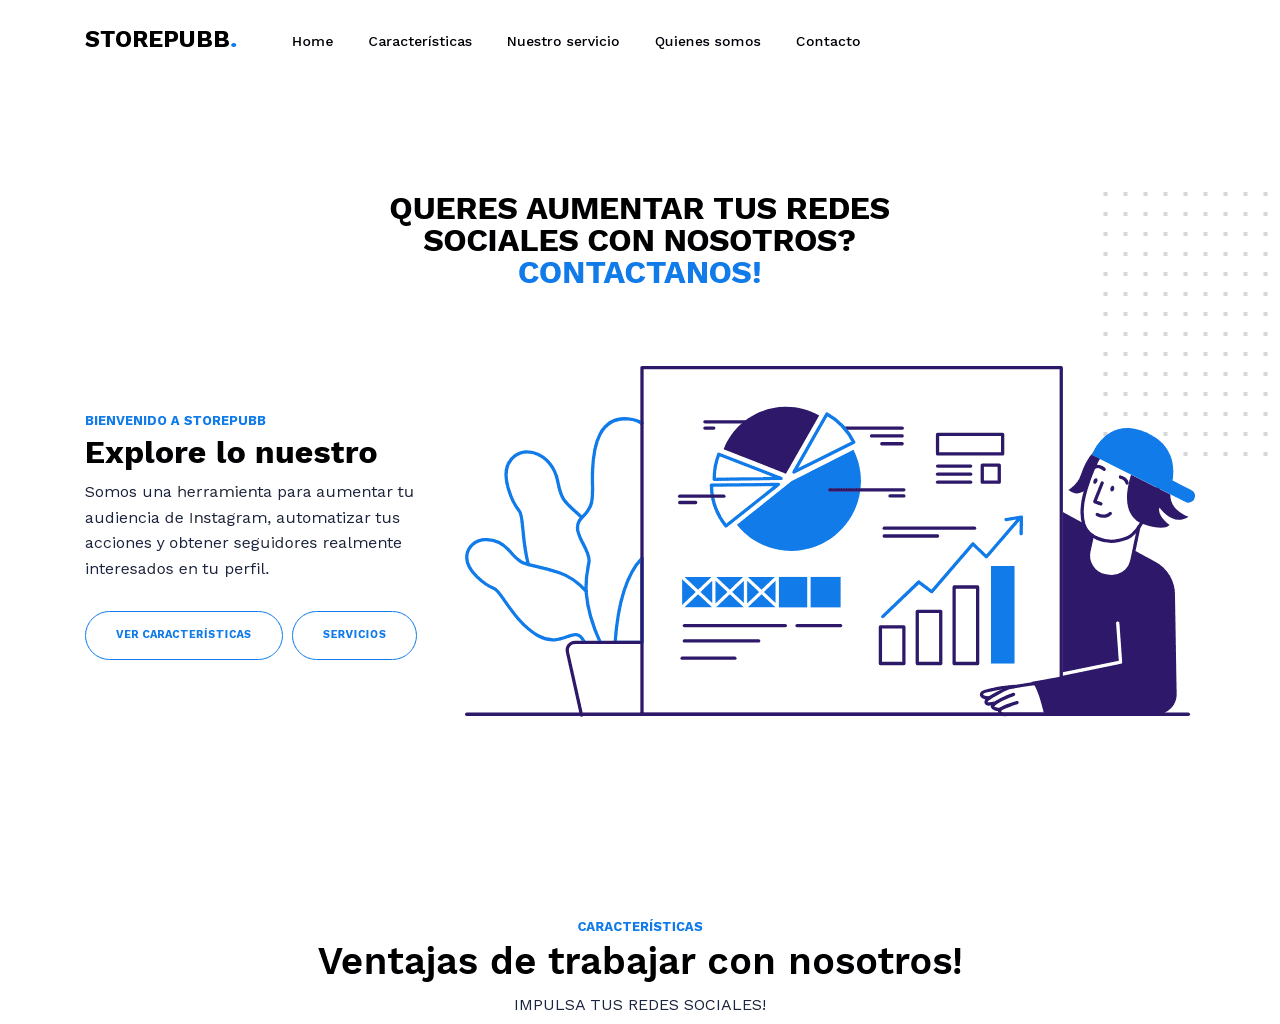 STOREPUBB.
Home Características Nuestro servicio Quienes somos Contacto
QUERES AUMENTAR TUS REDES
SOCIALES CON NOSOTROS?
CONTACTANOS!
BIENVENIDO A STOREPUBB
Explore lo nuestro
Somos una herramienta para aumentar tu
audiencia de Instagram, automatizar tus
acciones y obtener seguidores realmente
interesados en tu perfil.
VER CARACTERÍSTICAS SERVICIOS
CARACTERÍSTICAS
Ventajas de trabajar con nosotros!
IMPULSA TUS REDES SOCIALES!